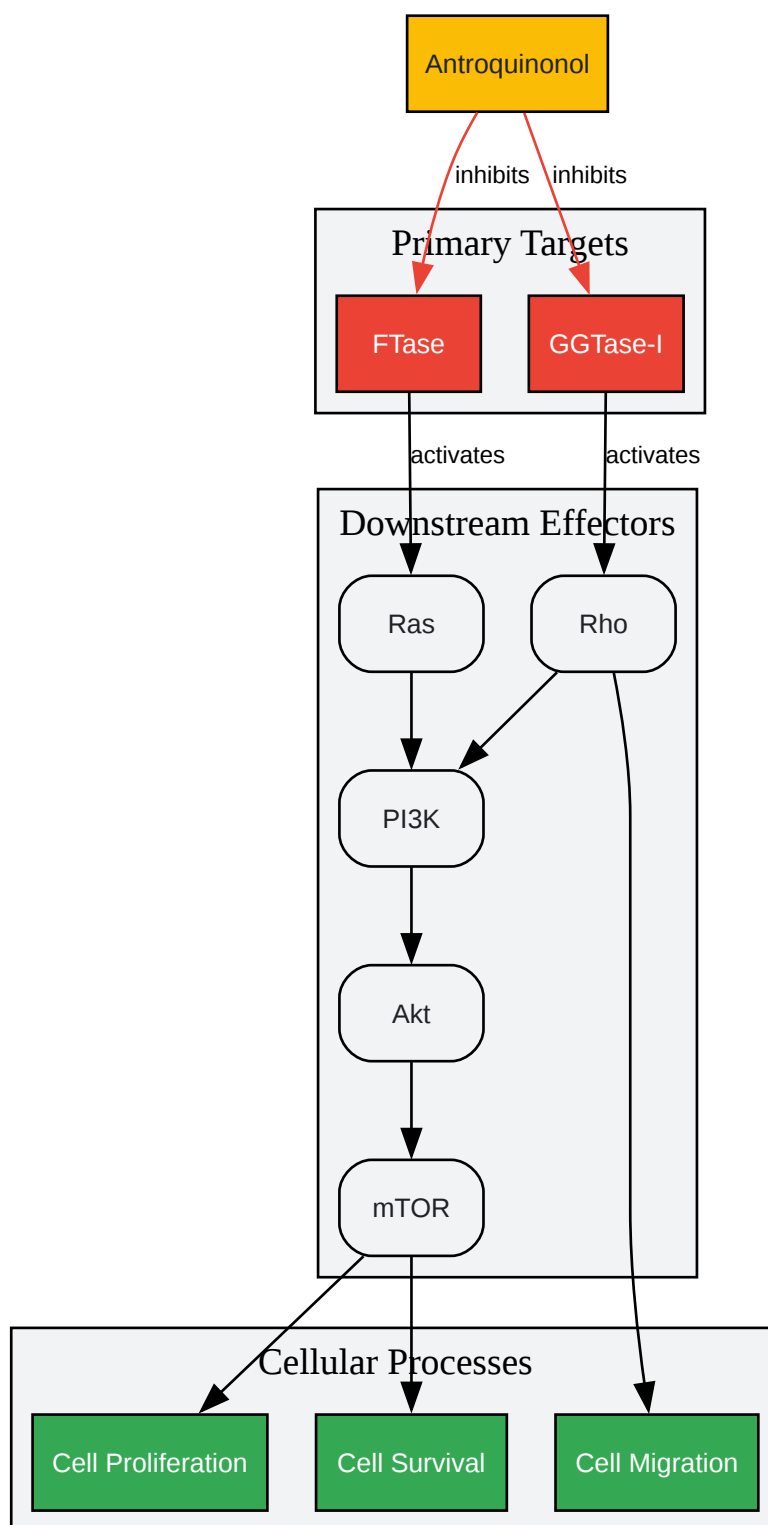 Antroquinonol
inhibits inhibits
Primary Targets
FTase GGTase-I
activates activates
Downstream Effectors
Ras Rho
PI3K
Akt
mTOR
Cellular Processes
Cell Proliferation Cell Survival Cell Migration